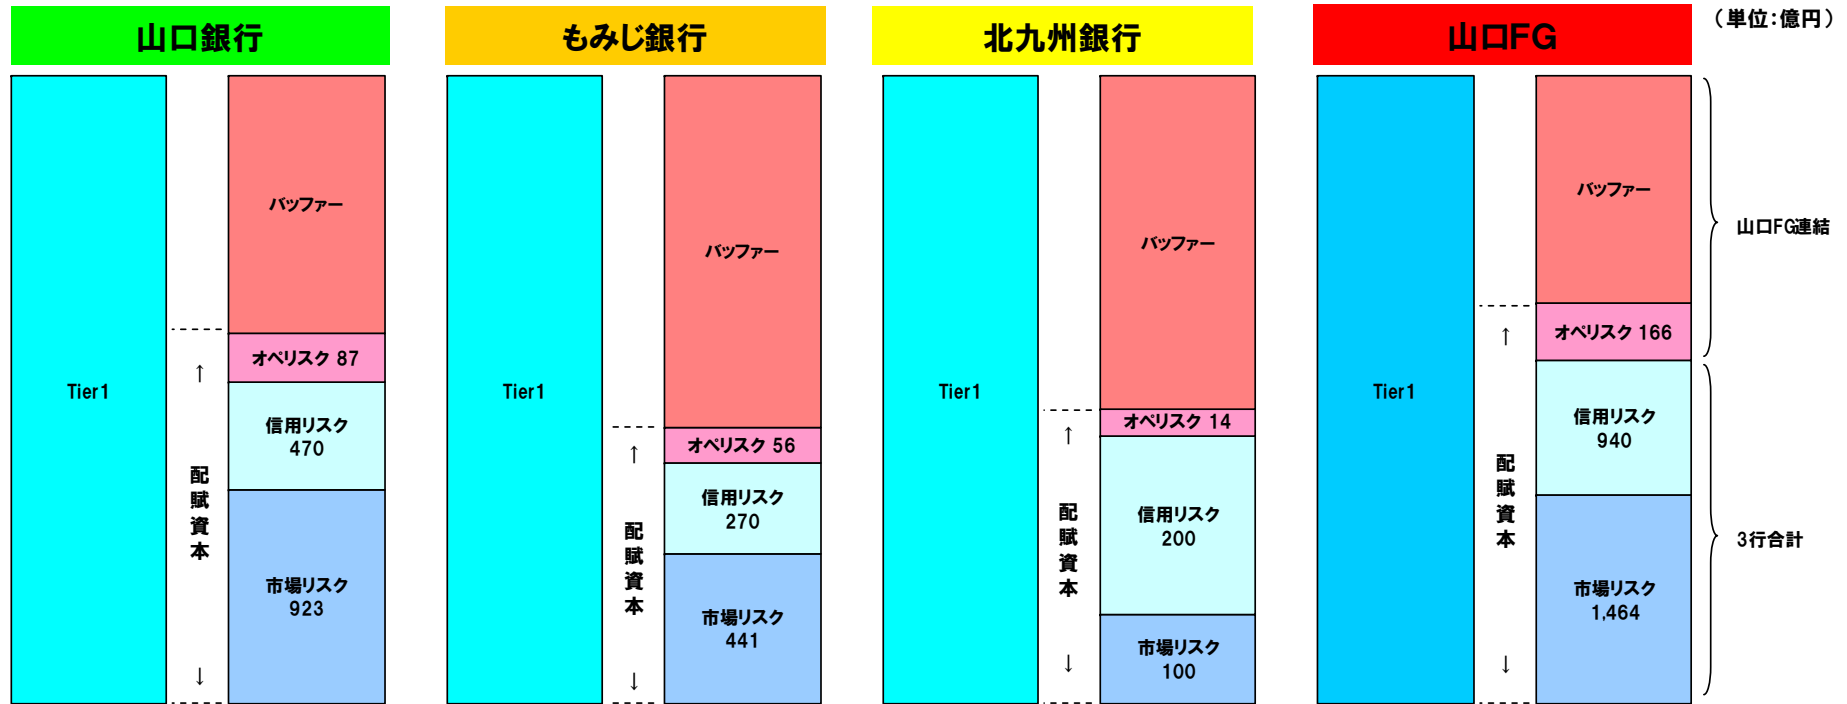 (単位:億円)
山口銀行
Tier1
↑
配
賦
資
本
↓
バッファー
オペリスク 87
信用リスク
470
市場リスク
923
もみじ銀行
Tier1
↑
配
賦
資
本
↓
バッファー
オペリスク 56
信用リスク
270
市場リスク
441
北九州銀行
Tier1
↑
配
賦
資
本
↓
バッファー
オペリスク 14
信用リスク
200
市場リスク
100
山口FG
Tier1
↑
配
賦
資
本
↓
バッファー
オペリスク 166
信用リスク
940
市場リスク
1,464
山口FG連結
3行合計